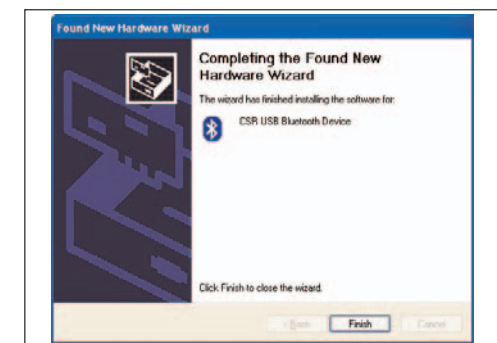 Found New Hardware Wizard
Completing the Found New
Hardware Wizard
The wizard has finished installing the software for:
CSR USB Bluetooth Device
Click Finish to close the wizard.
< Back Finish Cancel